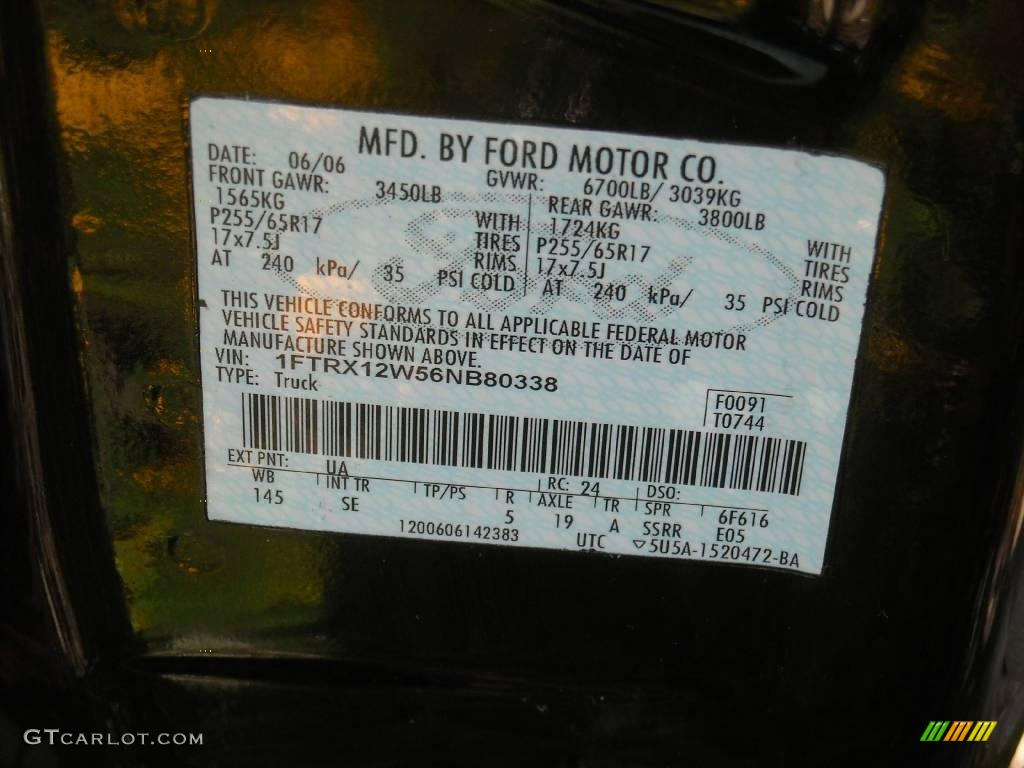 MFD. BY FORD MOTOR CO.
DATE: 06/06 GVWR: 6700LB/ 3039KG
FRONT GAWR: 3450LB REAR GAWR: 3800LB
1565KG WITH 1724KG WITH
P255/65R17 TIRES P255/65R17 TIRES
17x7.5J RIMS 17x7.5J RIMS
AT 240 kPa/ 35 PSI COLD AT 240 kPa/ 35 PSI COLD
THIS VEHICLE CONFORMS TO ALL APPLICABLE FEDERAL MOTOR
VEHICLE SAFETY STANDARDS IN EFFECT ON THE DATE OF
MANUFACTURE SHOWN ABOVE.
VIN: 1FTRX12W56NB80338
TYPE: Truck
F0091
T0744
EXT PNT: UA RC: 24 DSO:
WB INT TR TP/PS R AXLE TR SPR 6F616
145 SE 5 19 A SSRR E05
1200606142383 UTC ▽5U5A-1520472-BA
Ford
GTcarlot.com